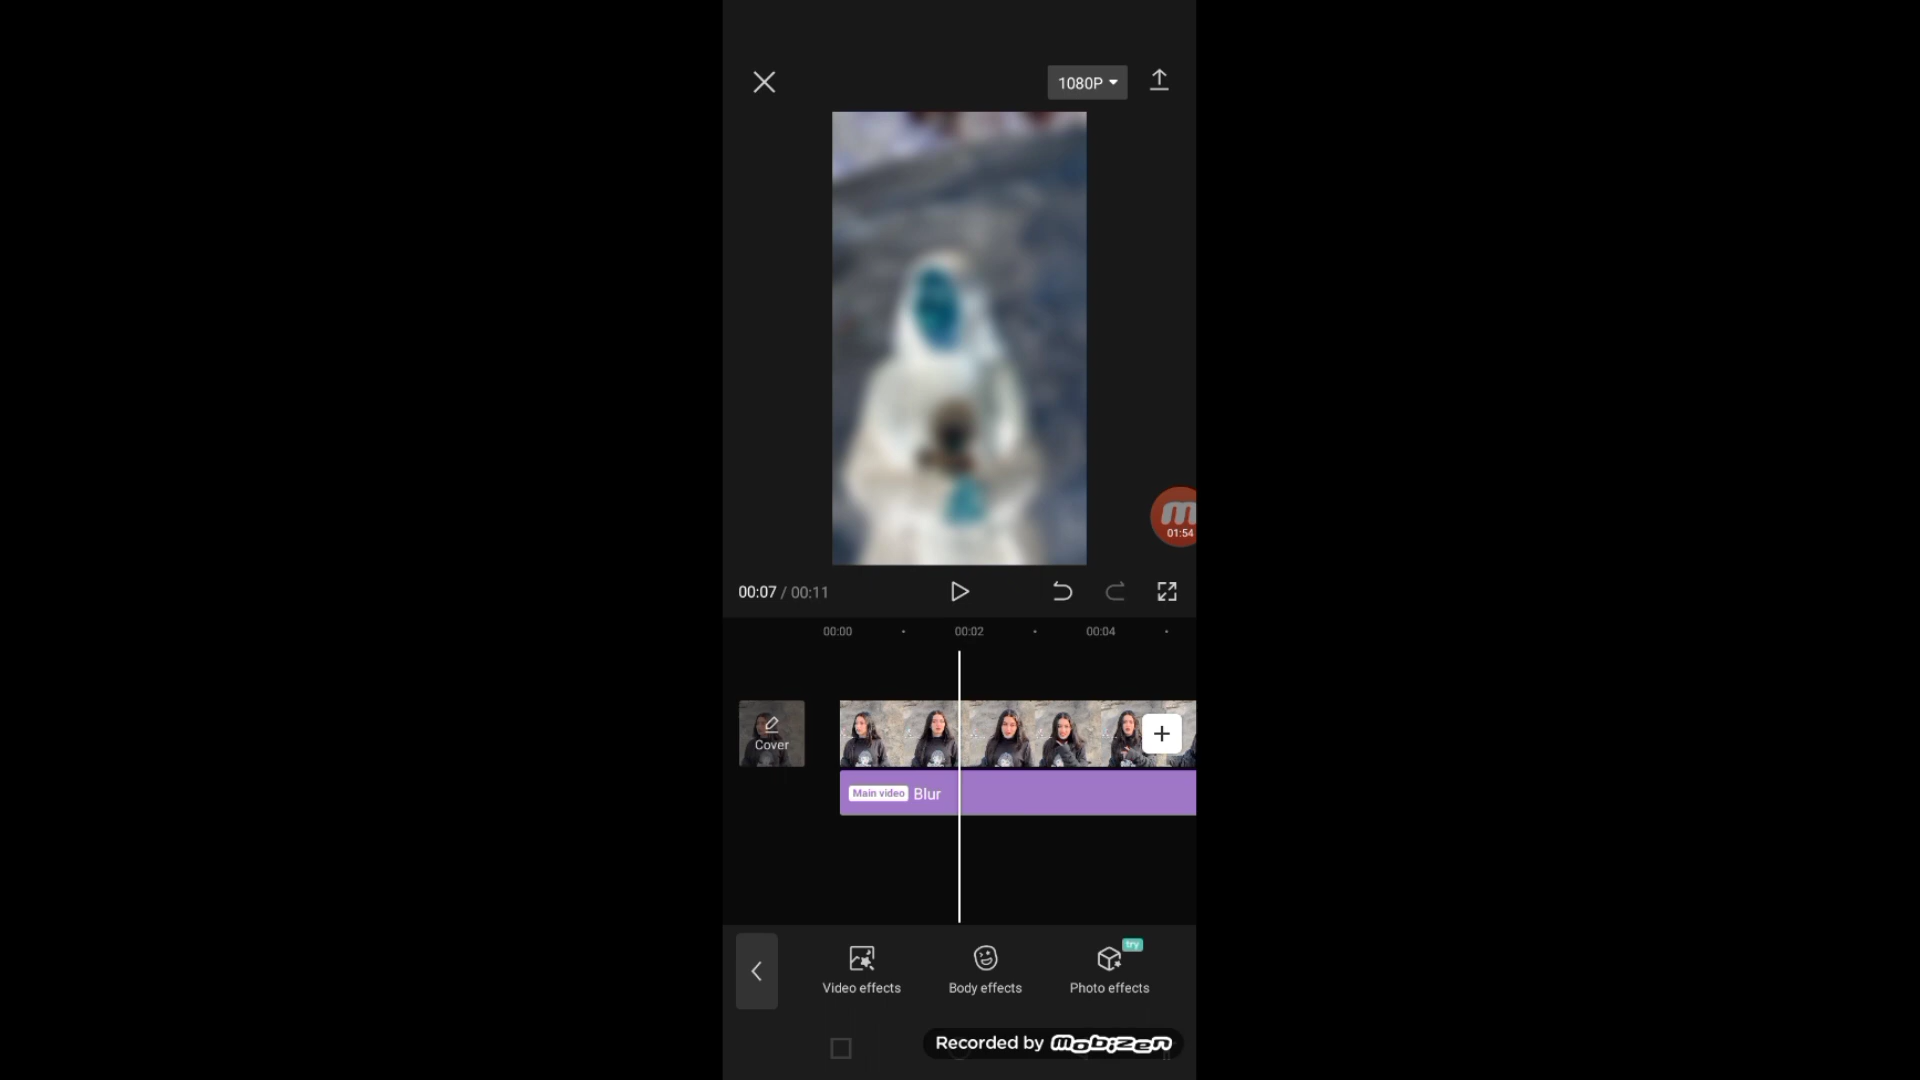 1080P
01:54
00:07 / 00:11
00:00
00:02
00:04
Cover
Main video Blur
try
Video effects
Body effects
Photo effects
Recorded by mobizen